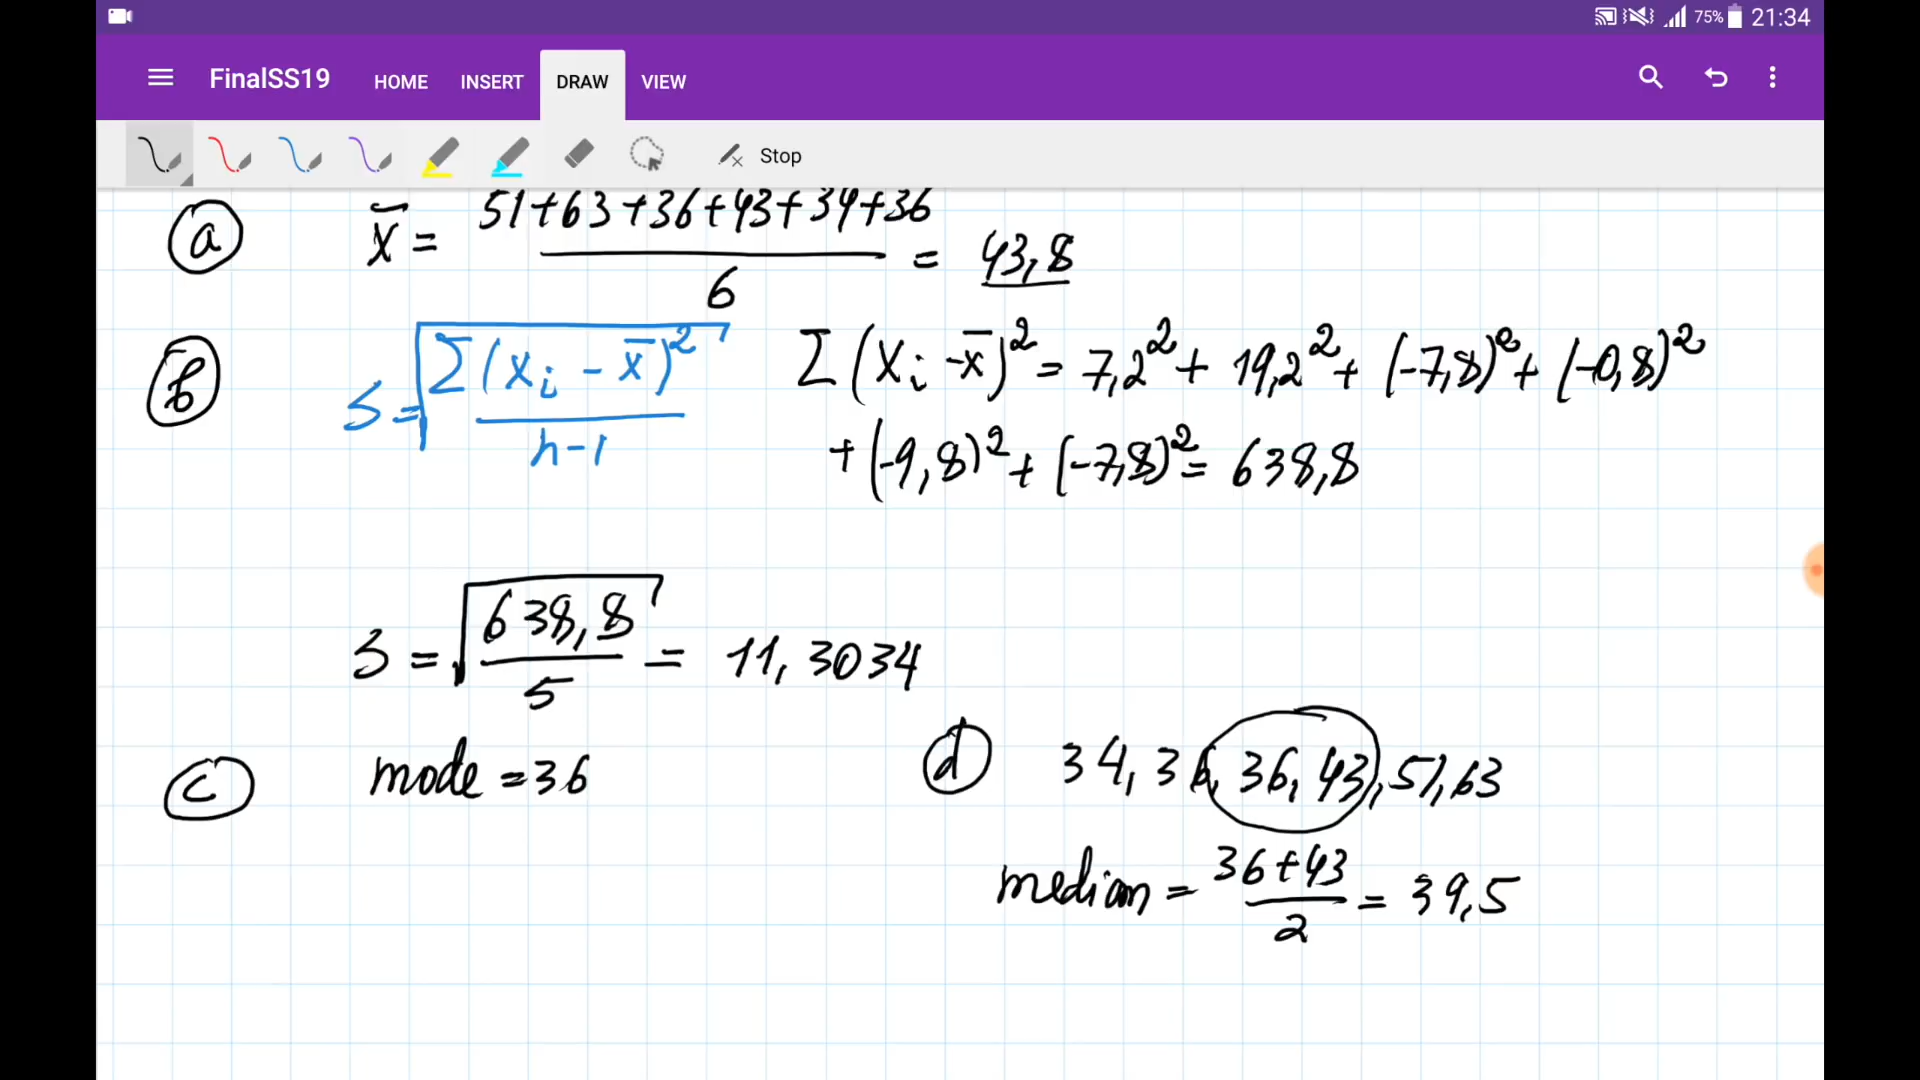 75% 21:34
FinalSS19 HOME INSERT DRAW VIEW
Stop
a x̄ = (51+63+36+43+34+36)/6 = 43,8
b S = √(Σ(xi - x̄)²/(n-1)) Σ(xi - x̄)² = 7,2² + 19,2² + (-7,8)² + (-0,8)²
+ (-9,8)² + (-7,8)² = 638,8
S = √(638,8/5) = 11,3034
c mode = 36
d 34, 36, 36, 43, 51, 63
median = (36+43)/2 = 39,5